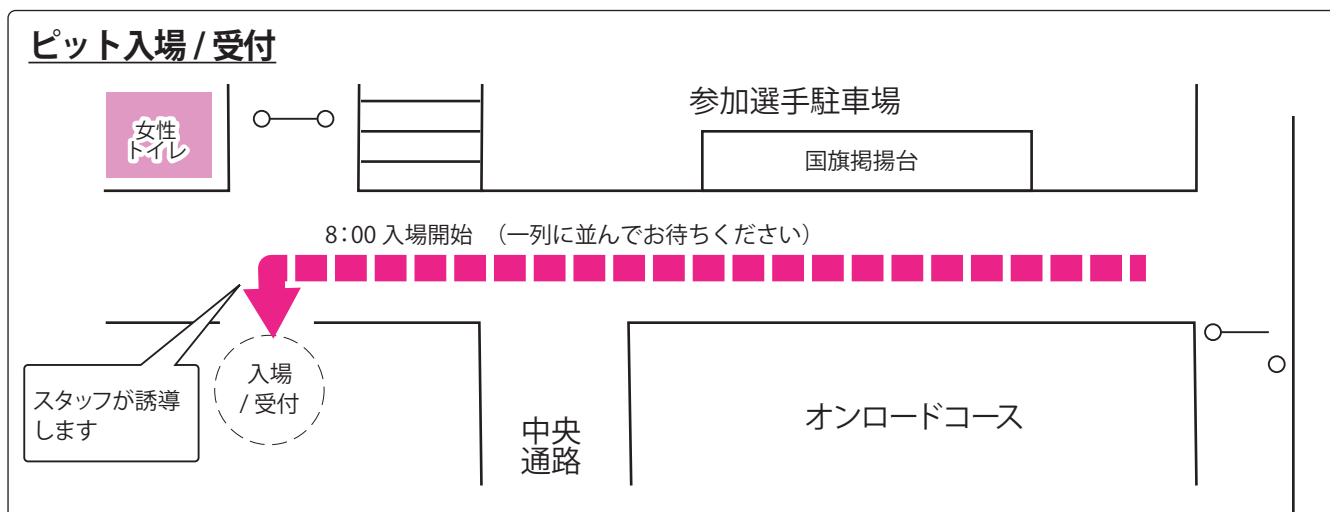 ピット入場 / 受付
参加選手駐車場
女性
トイレ
国旗掲揚台
8：00 入場開始　（一列に並んでお待ちください）
入場
/ 受付
スタッフが誘導
します
オンロードコース
中央
通路